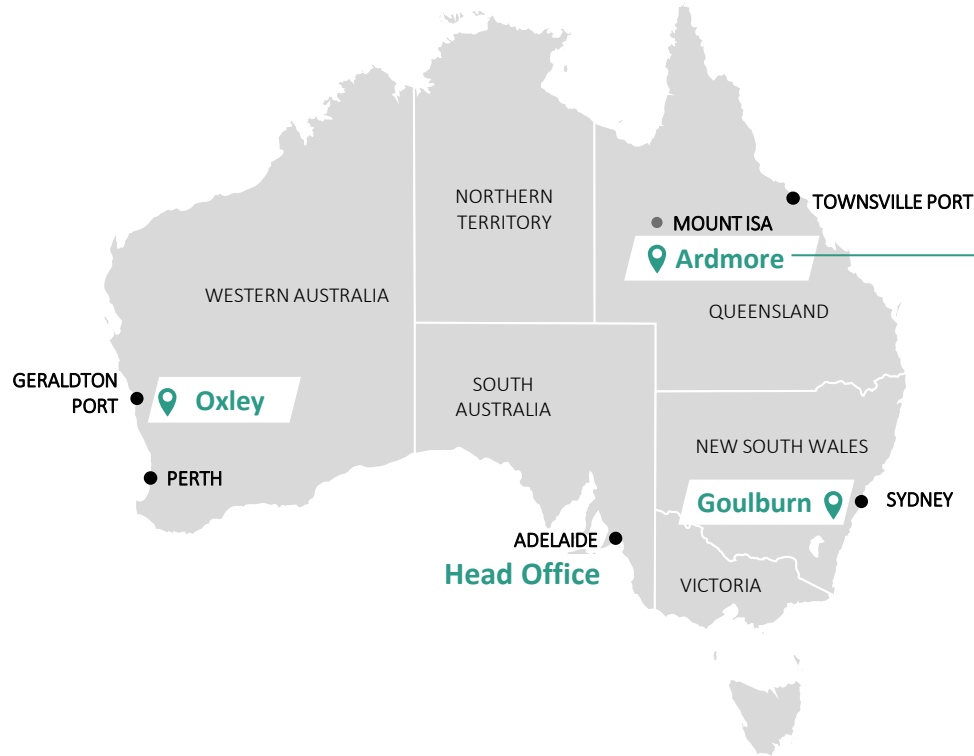 NORTHERN
TERRITORY
TOWNSVILLE PORT
MOUNT ISA
Ardmore
WESTERN AUSTRALIA
QUEENSLAND
GERALDTON
PORT
Oxley
SOUTH
AUSTRALIA
NEW SOUTH WALES
PERTH
Goulburn
SYDNEY
ADELAIDE
Head Office
VICTORIA